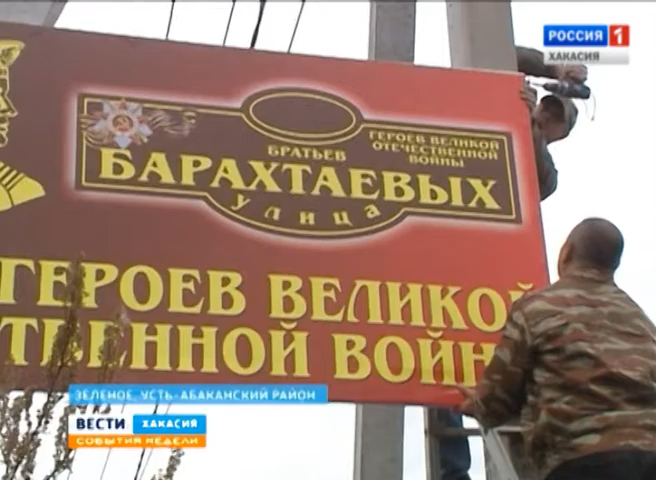 РОССИЯ 1
ХАКАСИЯ
БРАТЬЕВ
ГЕРОЕВ ВЕЛИКОЙ
ОТЕЧЕСТВЕННОЙ
ВОЙНЫ
БАРАХТАЕВЫХ
улица
ГЕРОЕВ ВЕЛИКОЙ
ТВЕННОЙ ВОЙН
ЗЕЛЕНОЕ, УСТЬ-АБАКАНСКИЙ РАЙОН
ВЕСТИ ХАКАСИЯ
СОБЫТИЯ НЕДЕЛИ